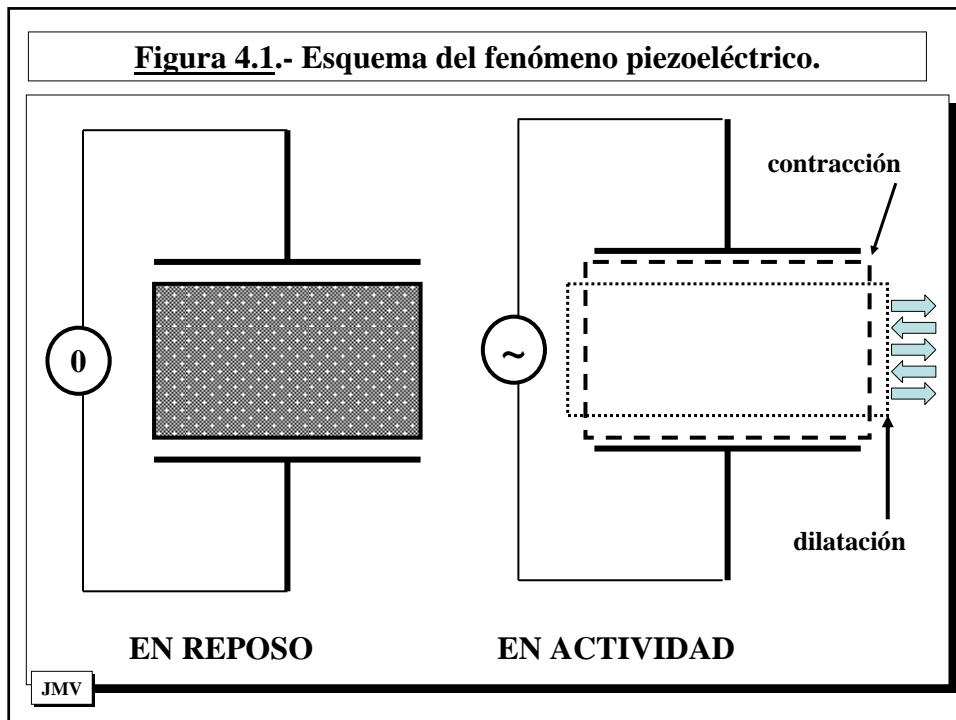 Figura 4.1.- Esquema del fenómeno piezoeléctrico.
contracción
0
~
dilatación
EN REPOSO
EN ACTIVIDAD
JMV